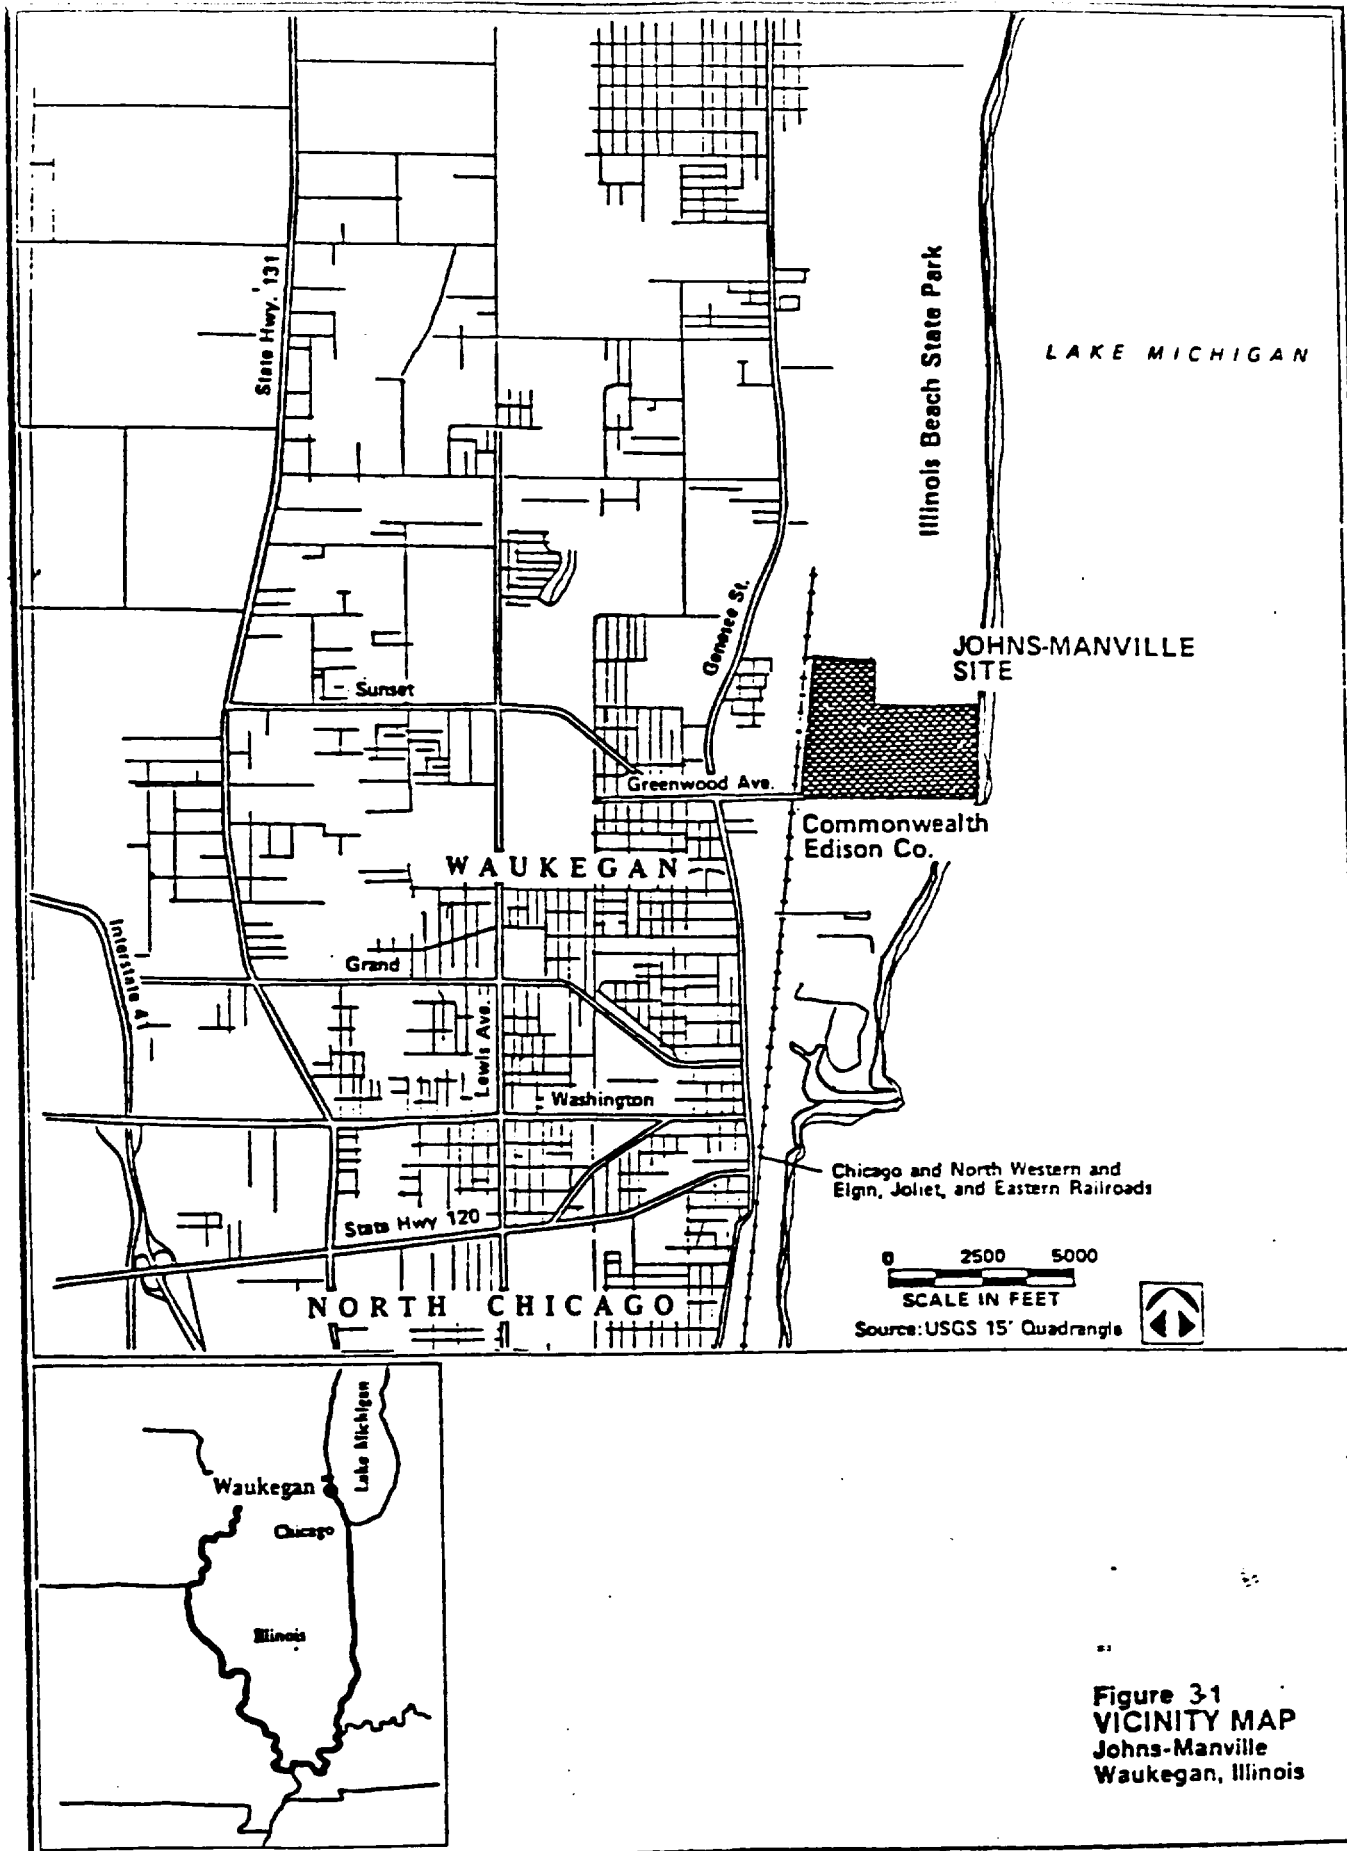 State Hwy. 131
Illinois Beach State Park
LAKE MICHIGAN
Genesee St.
JOHNS-MANVILLE
SITE
Sunset
Greenwood Ave.
Commonwealth
Edison Co.
WAUKEGAN
Interstate 41
Grand
Lewis Ave.
Washington
Chicago and North Western and
Elgin, Joliet, and Eastern Railroads
State Hwy 120
0 2500 5000
SCALE IN FEET
NORTH CHICAGO
Source: USGS 15' Quadrangle
Lake Michigan
Waukegan
Chicago
Illinois
Figure 3-1
VICINITY MAP
Johns-Manville
Waukegan, Illinois